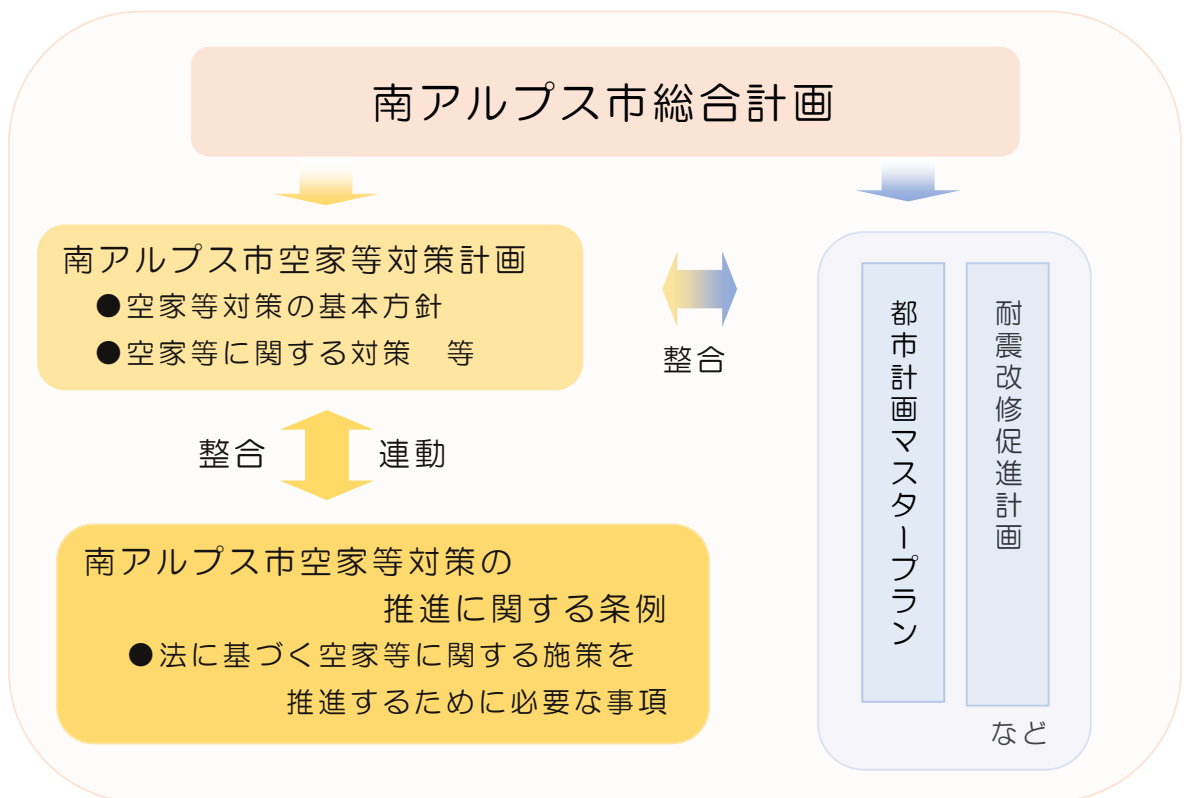 南アルプス市総合計画
南アルプス市空家等対策計画
●空家等対策の基本方針
●空家等に関する対策　等
整合
整合
連動
南アルプス市空家等対策の
推進に関する条例
●法に基づく空家等に関する施策を
推進するために必要な事項
都市計画マスタープラン
耐震改修促進計画
など